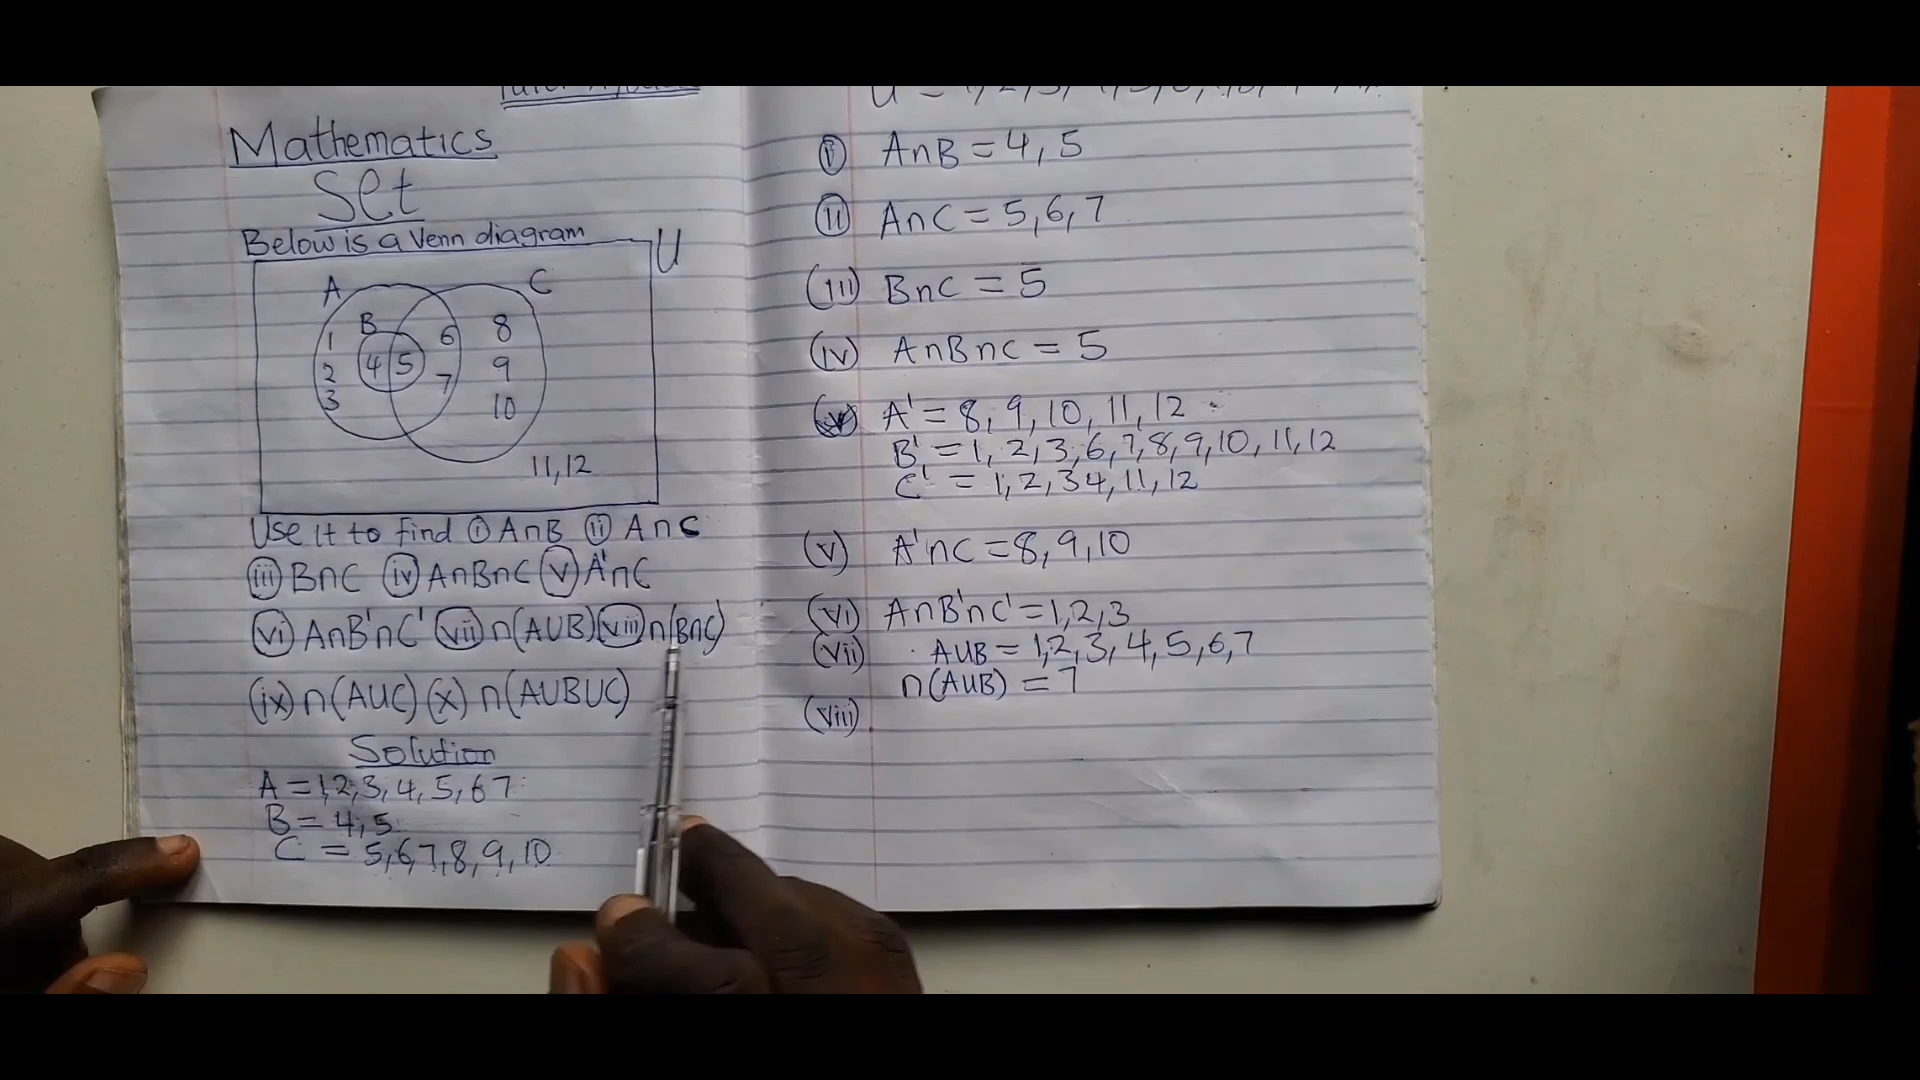 Mathematics
Set
Below is a Venn diagram
U
A
C
B
1
6
8
4
5
2
9
7
3
10
11,12
Use it to find (i) A∩B (ii) A∩C
(iii) B∩C (iv) A∩B∩C (v) A'∩C
(vi) A∩B'∩C' (vii) n(AUB) (viii) n(B∩C)
(ix) n(AUC) (x) n(AUBUC)
Solution
A = 1,2,3,4,5,6 7
B = 4,5
C = 5,6,7,8,9,10
(i) A∩B = 4,5
(ii) A∩C = 5,6,7
(iii) B∩C = 5
(iv) A∩B∩C = 5
A' = 8,9,10,11,12
B' = 1,2,3,6,7,8,9,10,11,12
C' = 1,2,3 4,11,12
(v) A'∩C = 8,9,10
(vi) A∩B'∩C' = 1,2,3
(vii) AUB = 1,2,3,4,5,6,7
n(AUB) = 7
(viii)